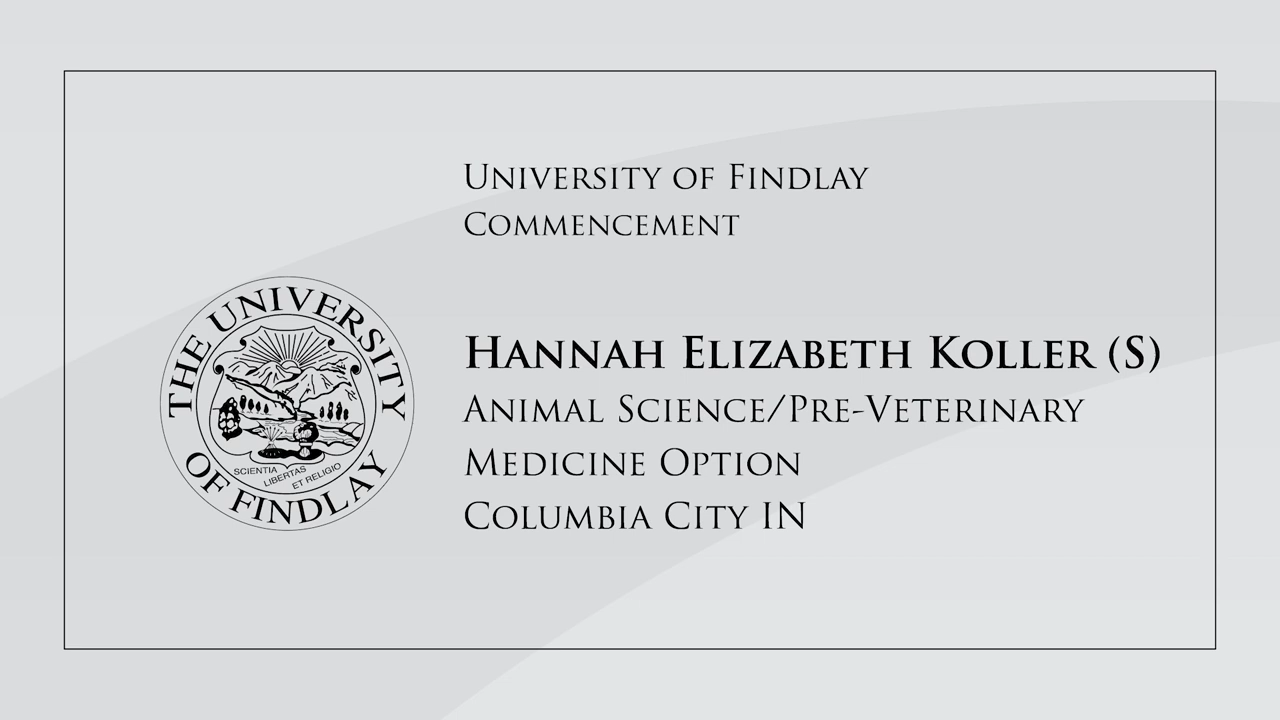 University of Findlay
Commencement
THE UNIVERSITY
OF FINDLAY
SCIENTIA
LIBERTAS
ET RELIGIO
Hannah Elizabeth Koller (S)
Animal Science/Pre-Veterinary
Medicine Option
Columbia City IN